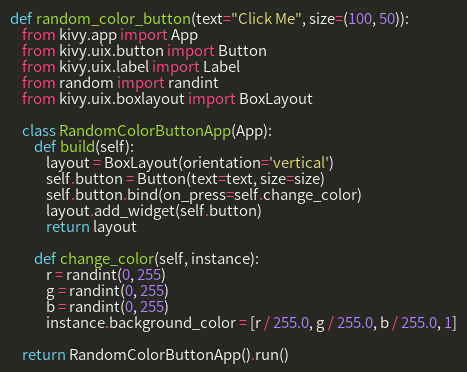 def random_color_button(text="Click Me", size=(100, 50)):
from kivy.app import App
from kivy.uix.button import Button
from kivy.uix.label import Label
from random import randint
from kivy.uix.boxlayout import BoxLayout
class RandomColorButtonApp(App):
def build(self):
layout = BoxLayout(orientation='vertical')
self.button = Button(text=text, size=size)
self.button.bind(on_press=self.change_color)
layout.add_widget(self.button)
return layout
def change_color(self, instance):
r = randint(0, 255)
g = randint(0, 255)
b = randint(0, 255)
instance.background_color = [r / 255.0, g / 255.0, b / 255.0, 1]
return RandomColorButtonApp().run()